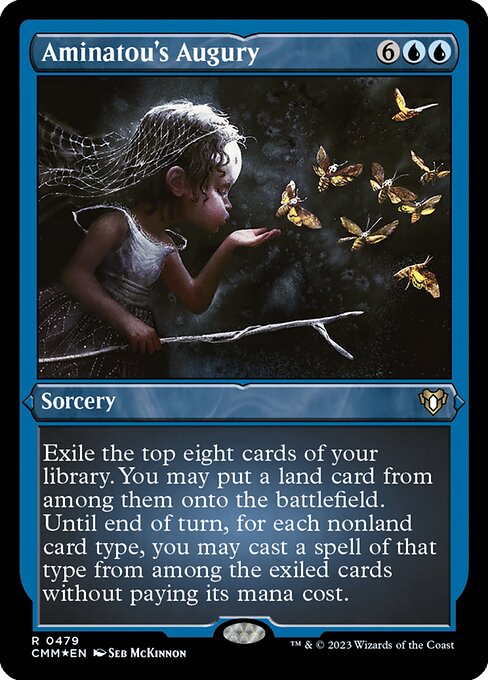 Aminatou's Augury 6
Sorcery
Exile the top eight cards of your
library. You may put a land card from
among them onto the battlefield.
Until end of turn, for each nonland
card type, you may cast a spell of that
type from among the exiled cards
without paying its mana cost.
R 0479
CMM★EN Seb McKinnon
™ & © 2023 Wizards of the Coast